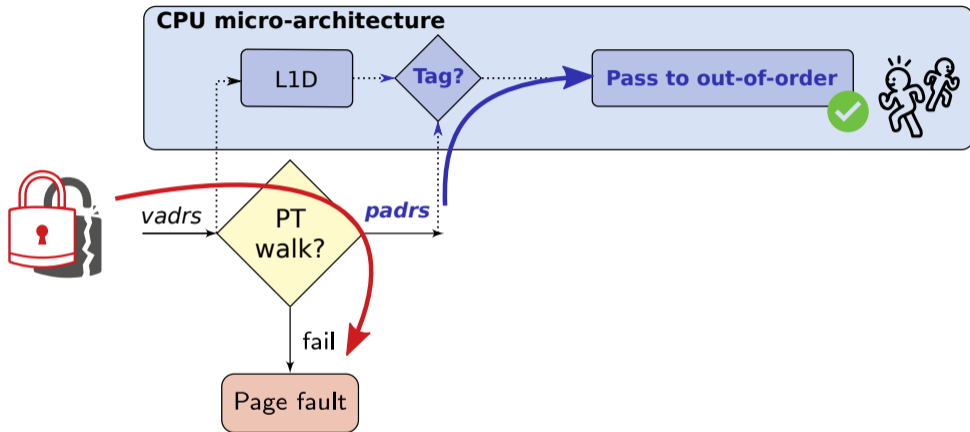 CPU micro-architecture
L1D
Tag?
Pass to out-of-order
vadrs
PT
walk?
padrs
fail
Page fault